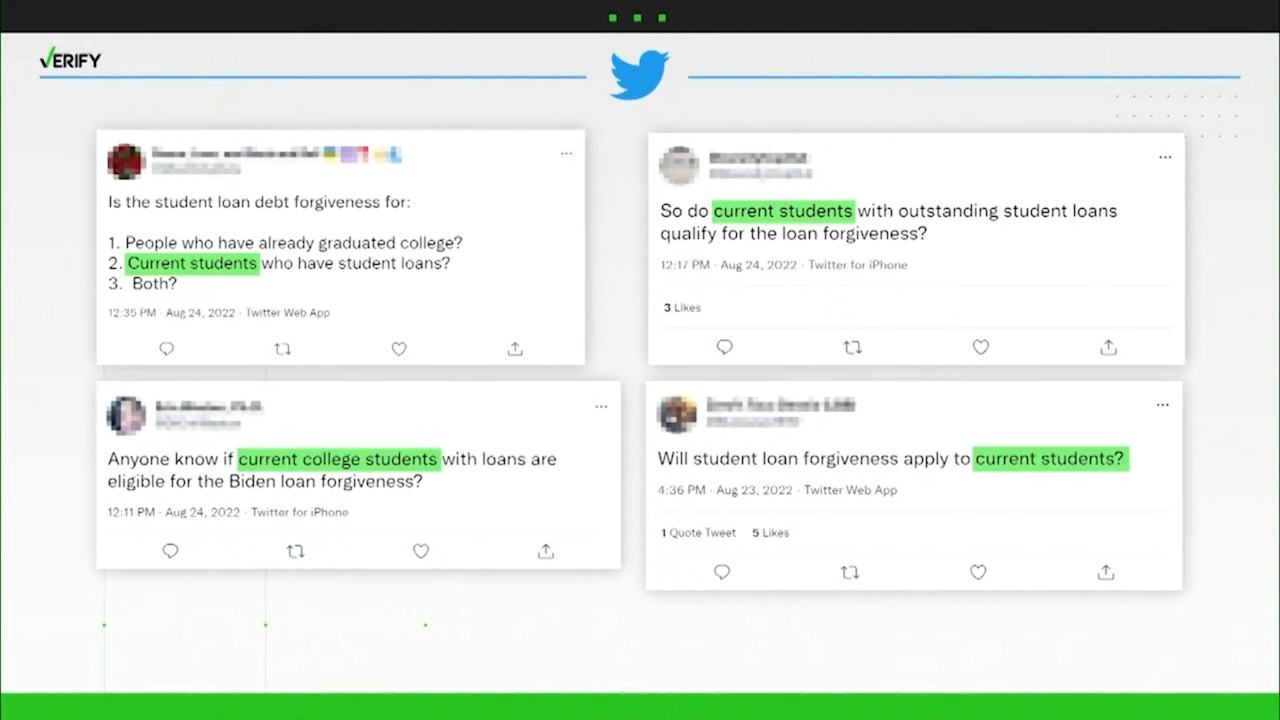 VERIFY
Is the student loan debt forgiveness for:
1. People who have already graduated college?
2. Current students who have student loans?
3. Both?
12:35 PM · Aug 24, 2022 · Twitter Web App
So do current students with outstanding student loans
qualify for the loan forgiveness?
12:17 PM · Aug 24, 2022 · Twitter for iPhone
3 Likes
Anyone know if current college students with loans are
eligible for the Biden loan forgiveness?
12:11 PM · Aug 24, 2022 · Twitter for iPhone
Will student loan forgiveness apply to current students?
4:36 PM · Aug 23, 2022 · Twitter Web App
1 Quote Tweet 5 Likes